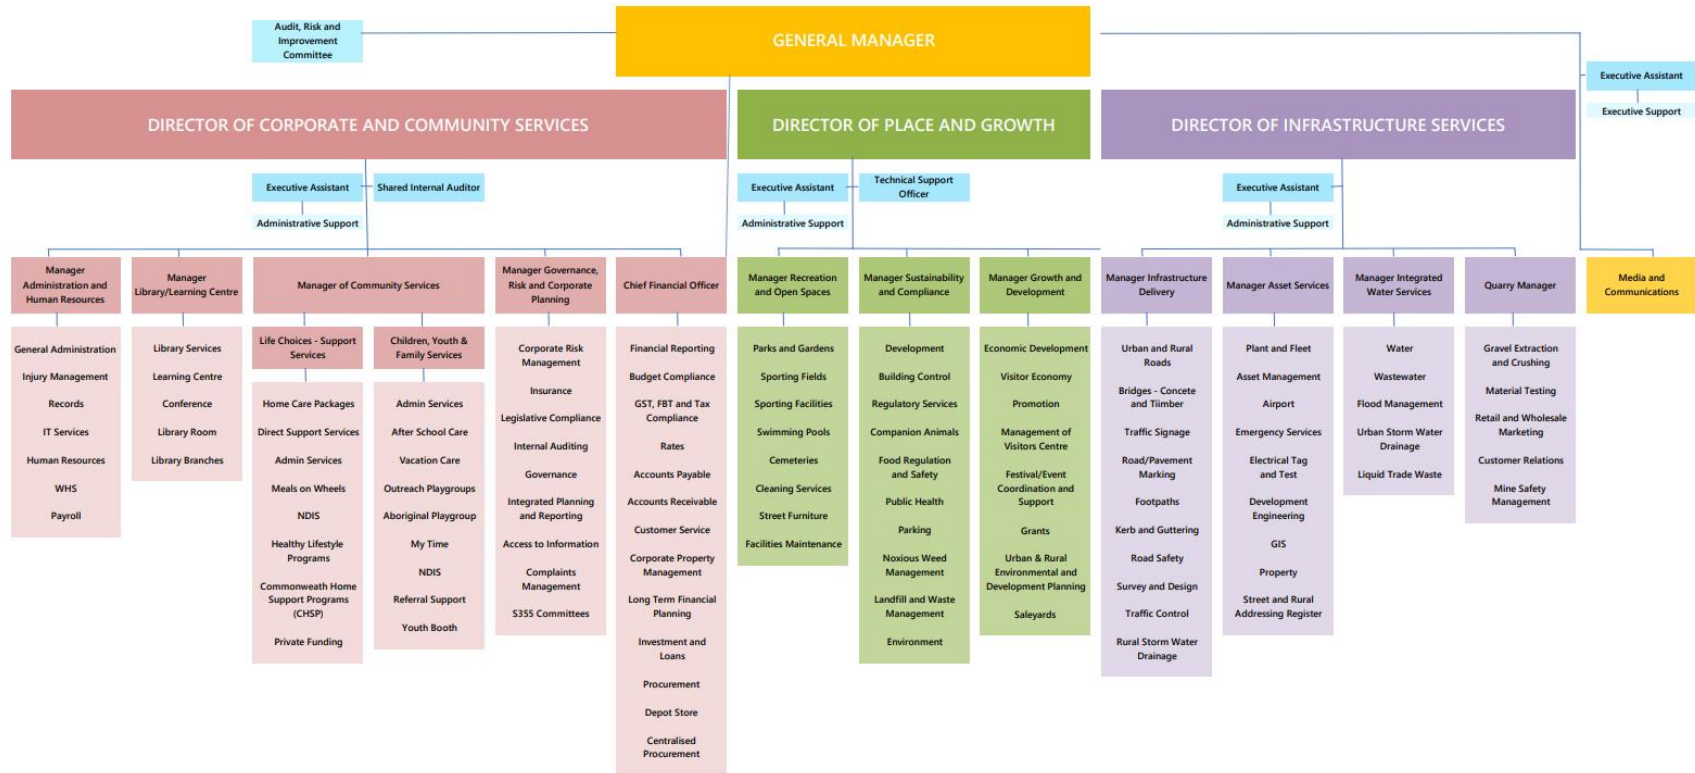 Audit, Risk and
Improvement
Committee
GENERAL MANAGER
Executive Assistant
Executive Support
DIRECTOR OF CORPORATE AND COMMUNITY SERVICES
DIRECTOR OF PLACE AND GROWTH
DIRECTOR OF INFRASTRUCTURE SERVICES
Executive Assistant
Shared Internal Auditor
Administrative Support
Executive Assistant
Technical Support
Officer
Administrative Support
Executive Assistant
Administrative Support
Manager
Administration and
Human Resources
Manager
Library/Learning Centre
Manager of Community Services
Manager Governance,
Risk and Corporate
Planning
Chief Financial Officer
Manager Recreation
and Open Spaces
Manager Sustainability
and Compliance
Manager Growth and
Development
Manager Infrastructure
Delivery
Manager Asset Services
Manager Integrated
Water Services
Quarry Manager
Media and
Communications
General Administration
Injury Management
Records
IT Services
Human Resources
WHS
Payroll
Library Services
Learning Centre
Conference
Library Room
Library Branches
Life Choices - Support
Services
Home Care Packages
Direct Support Services
Admin Services
Meals on Wheels
NDIS
Healthy Lifestyle
Programs
Commonweath Home
Support Programs
(CHSP)
Private Funding
Children, Youth &
Family Services
Admin Services
After School Care
Vacation Care
Outreach Playgroups
Aboriginal Playgroup
My Time
NDIS
Referral Support
Youth Booth
Corporate Risk
Management
Insurance
Legislative Compliance
Internal Auditing
Governance
Integrated Planning
and Reporting
Access to Information
Complaints
Management
S355 Committees
Financial Reporting
Budget Compliance
GST, FBT and Tax
Compliance
Rates
Accounts Payable
Accounts Receivable
Customer Service
Corporate Property
Management
Long Term Financial
Planning
Investment and
Loans
Procurement
Depot Store
Centralised
Procurement
Parks and Gardens
Sporting Fields
Sporting Facilities
Swimming Pools
Cemeteries
Cleaning Services
Street Furniture
Facilities Maintenance
Development
Building Control
Regulatory Services
Companion Animals
Food Regulation
and Safety
Public Health
Parking
Noxious Weed
Management
Landfill and Waste
Management
Environment
Economic Development
Visitor Economy
Promotion
Management of
Visitors Centre
Festival/Event
Coordination and
Support
Grants
Urban & Rural
Environmental and
Development Planning
Saleyards
Urban and Rural
Roads
Bridges - Concete
and Tiimber
Traffic Signage
Road/Pavement
Marking
Footpaths
Kerb and Guttering
Road Safety
Survey and Design
Traffic Control
Rural Storm Water
Drainage
Plant and Fleet
Asset Management
Airport
Emergency Services
Electrical Tag
and Test
Development
Engineering
GIS
Property
Street and Rural
Addressing Register
Water
Wastewater
Flood Management
Urban Storm Water
Drainage
Liquid Trade Waste
Gravel Extraction
and Crushing
Material Testing
Retail and Wholesale
Marketing
Customer Relations
Mine Safety
Management